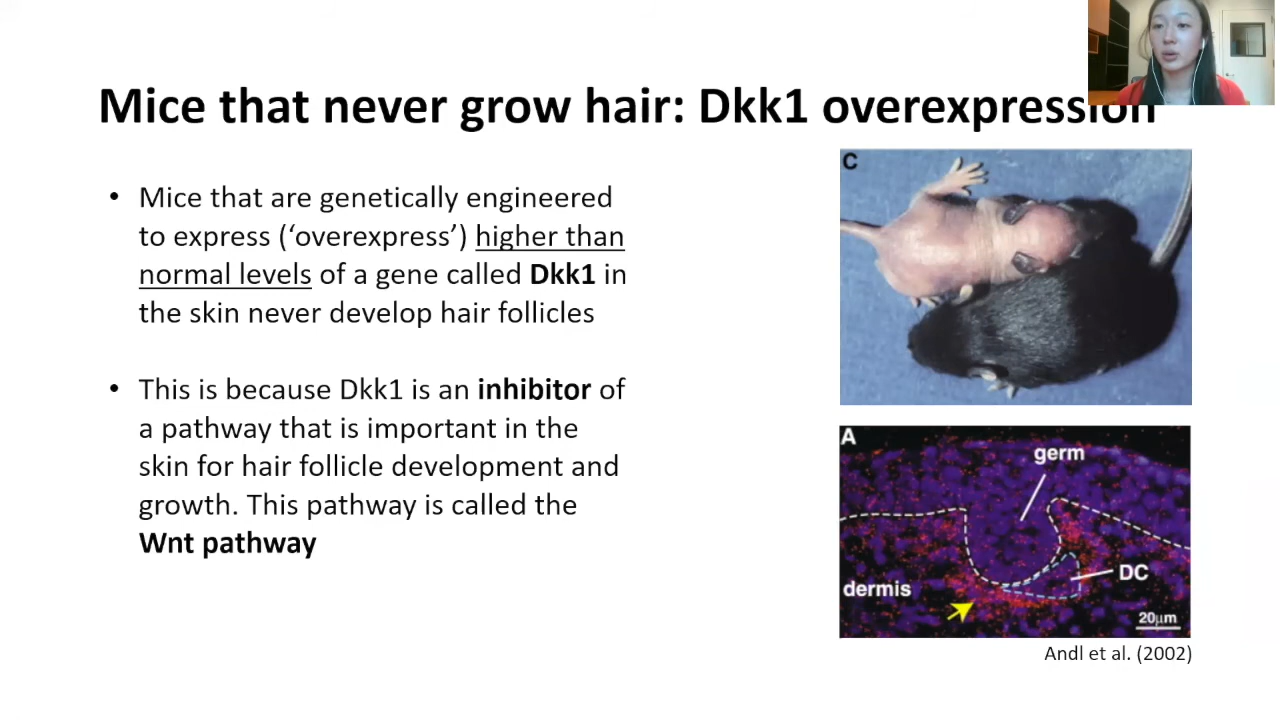 Mice that never grow hair: Dkk1 overexpression
• Mice that are genetically engineered
to express (‘overexpress’) higher than
normal levels of a gene called Dkk1 in
the skin never develop hair follicles
• This is because Dkk1 is an inhibitor of
a pathway that is important in the
skin for hair follicle development and
growth. This pathway is called the
Wnt pathway
C
A
germ
DC
dermis
20μm
Andl et al. (2002)